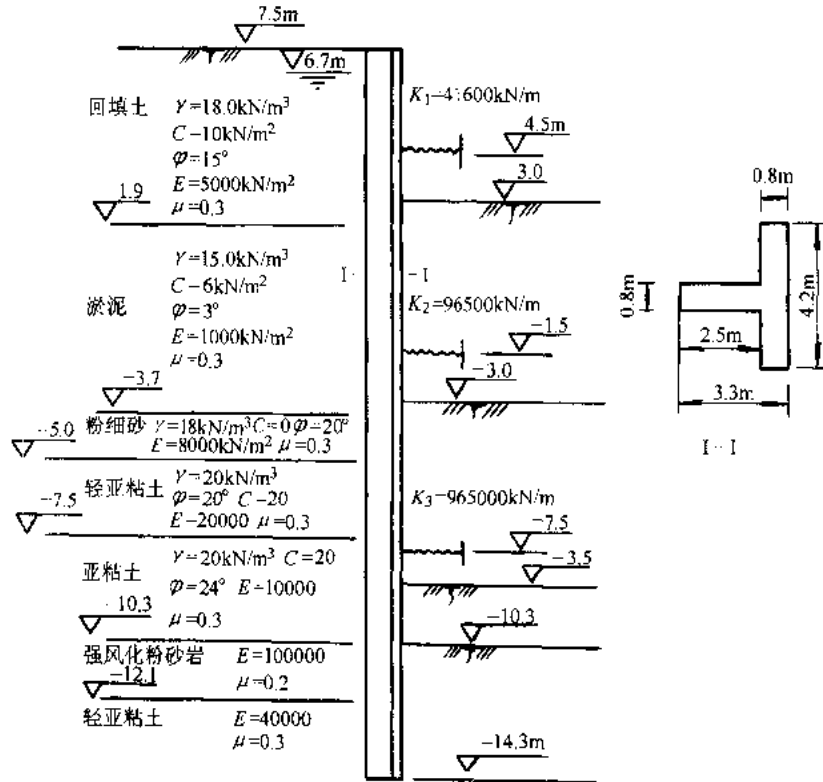 7.5m
6.7m
回填土
γ=18.0kN/m³
C=10kN/m²
φ=15°
E=5000kN/m²
μ=0.3
1.9
K₁=41600kN/m
4.5m
3.0
淤泥
γ=15.0kN/m³
C=6kN/m²
φ=3°
E=1000kN/m²
μ=0.3
-3.7
I-
-I
K₂=96500kN/m
-1.5
-3.0
粉细砂 γ=18kN/m³C=0φ=20°
E=8000kN/m² μ=0.3
-5.0
轻亚粘土
γ=20kN/m³
φ=20° C=20
E=20000 μ=0.3
-7.5
K₃=965000kN/m
-7.5
-3.5
亚粘土
γ=20kN/m³ C=20
φ=24° E=10000
μ=0.3
-10.3
-10.3
强风化粉砂岩 E=100000
μ=0.2
-12.1
轻亚粘土 E=40000
μ=0.3
-14.3m
0.8m
0.8m
4.2m
2.5m
3.3m
I-I